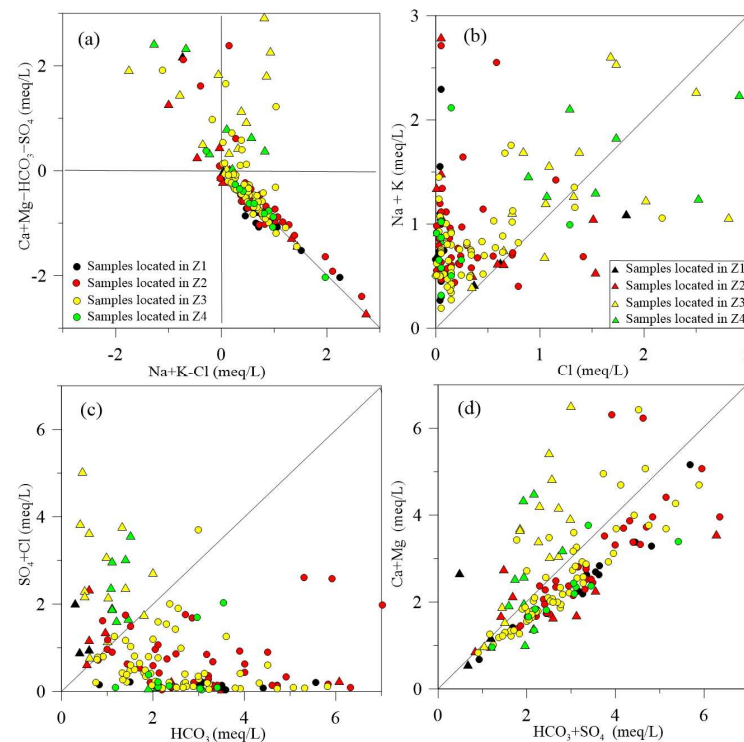 (a)
Ca+Mg−HCO3−SO4 (meq/L)
2
0
-2
-2
0
2
Na+K-Cl (meq/L)
Samples located in Z1
Samples located in Z2
Samples located in Z3
Samples located in Z4
(b)
Na + K (meq/L)
3
2
1
0
0
1
2
3
Cl (meq/L)
Samples located in Z1
Samples located in Z2
Samples located in Z3
Samples located in Z4
(c)
SO4+Cl (meq/L)
6
4
2
0
0
2
4
6
HCO3 (meq/L)
(d)
Ca+Mg (meq/L)
6
4
2
0
0
2
4
6
HCO3+SO4 (meq/L)